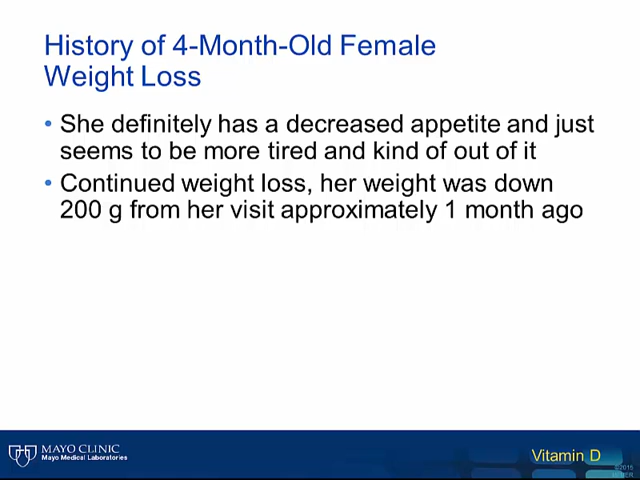 History of 4-Month-Old Female
Weight Loss
• She definitely has a decreased appetite and just
seems to be more tired and kind of out of it
• Continued weight loss, her weight was down
200 g from her visit approximately 1 month ago
MAYO CLINIC
Mayo Medical Laboratories
Vitamin D